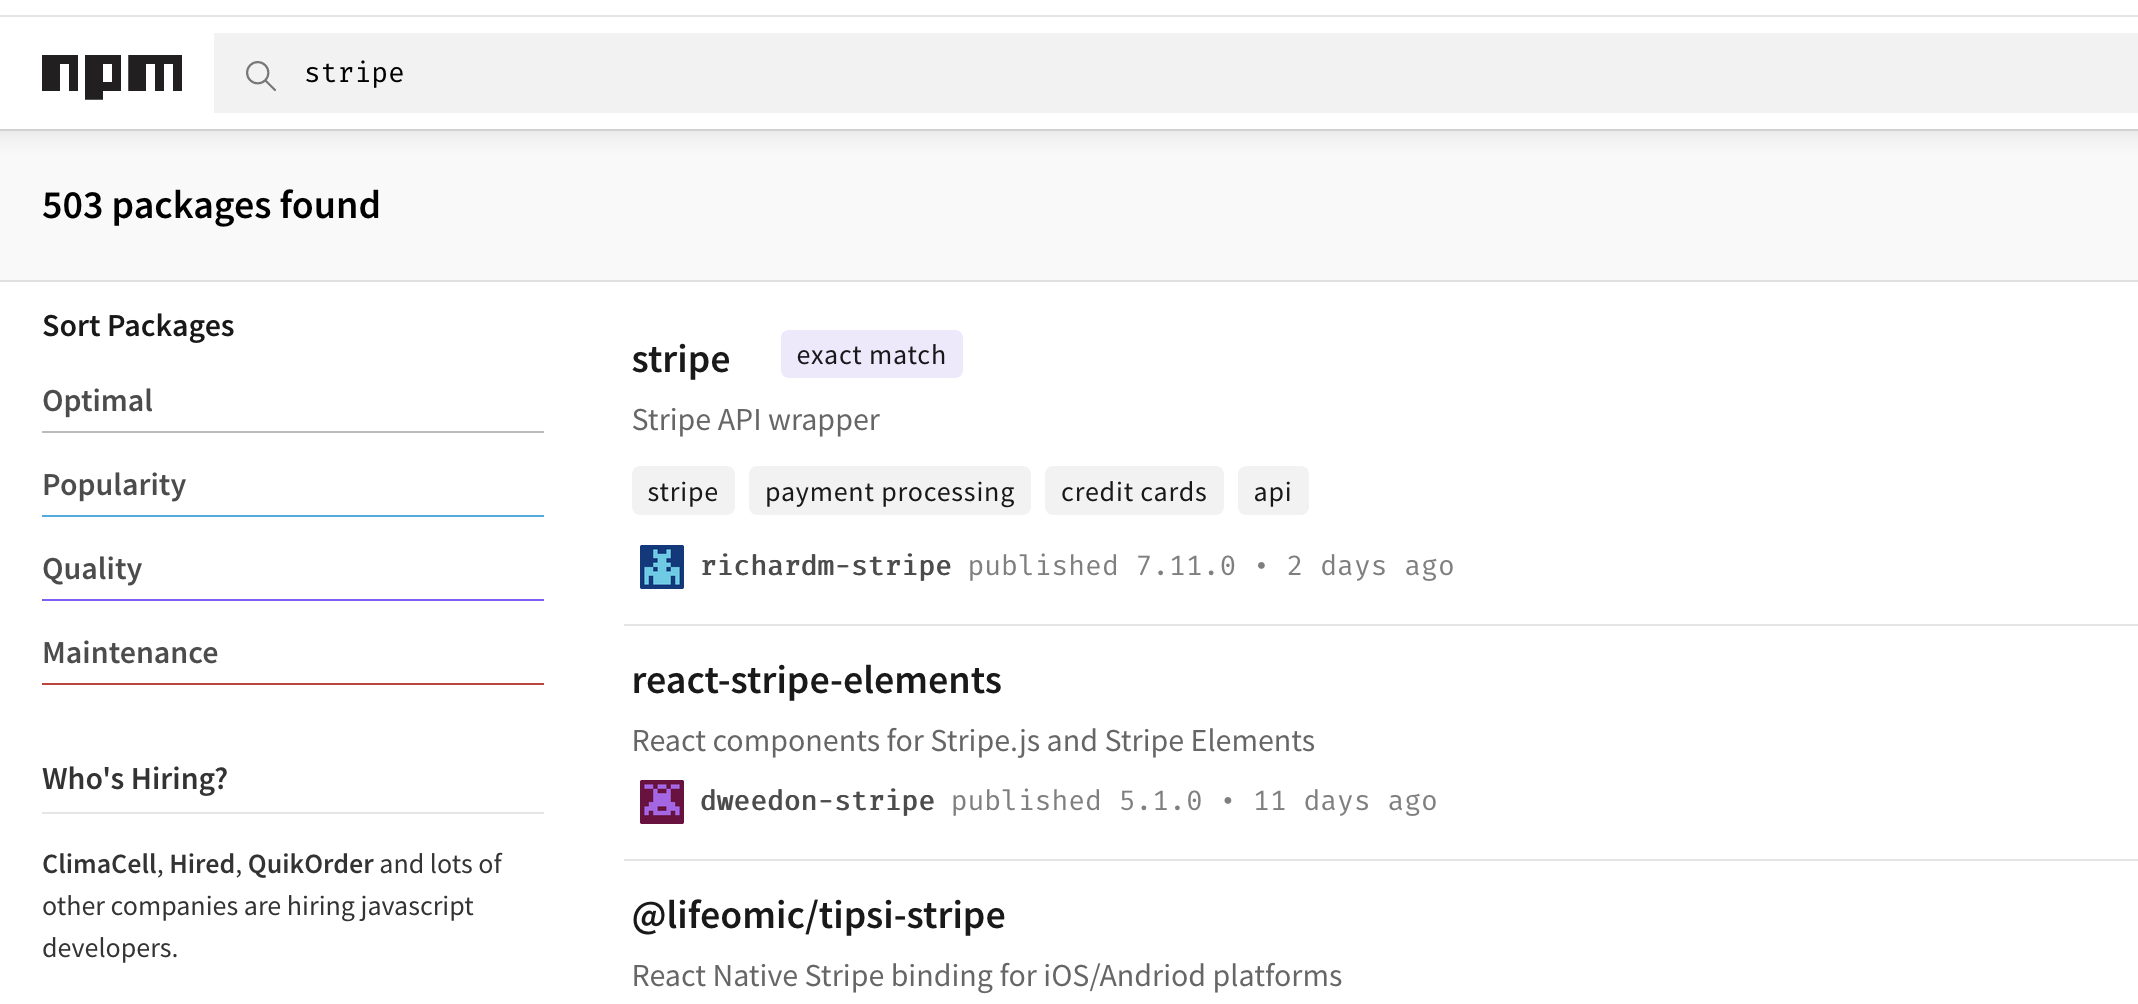 npm
stripe
503 packages found
Sort Packages
Optimal
Popularity
Quality
Maintenance
Who's Hiring?
ClimaCell, Hired, QuikOrder and lots of
other companies are hiring javascript
developers.
stripe exact match
Stripe API wrapper
stripe payment processing credit cards api
richardm-stripe published 7.11.0 • 2 days ago
react-stripe-elements
React components for Stripe.js and Stripe Elements
dweedon-stripe published 5.1.0 • 11 days ago
@lifeomic/tipsi-stripe
React Native Stripe binding for iOS/Andriod platforms